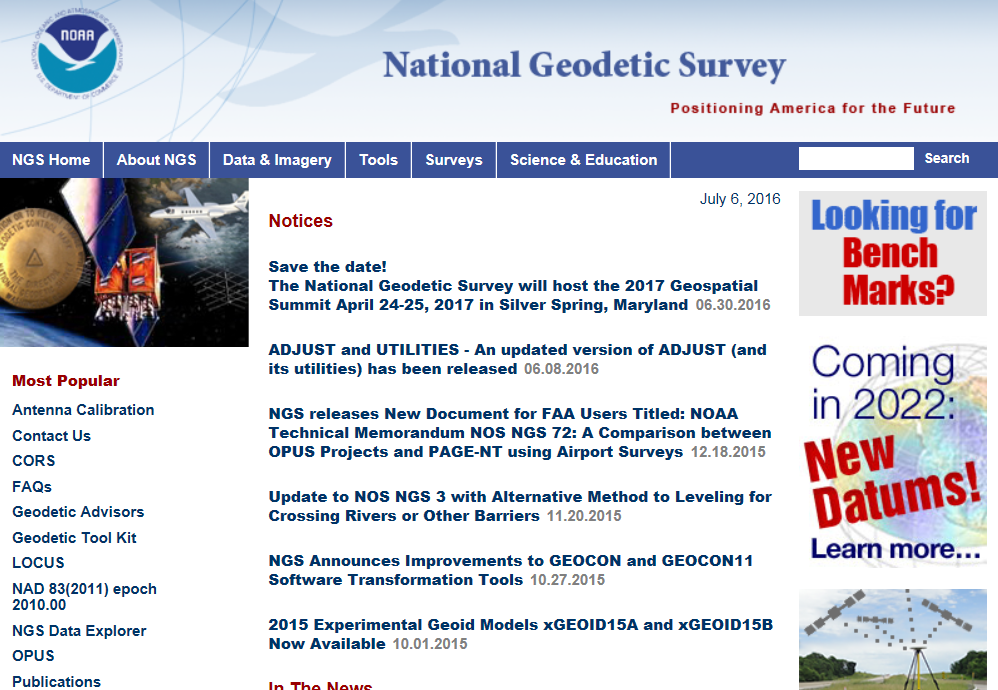 NOAA
NATIONAL OCEANIC AND ATMOSPHERIC ADMINISTRATION
U.S. DEPARTMENT OF COMMERCE
National Geodetic Survey
Positioning America for the Future
NGS Home
About NGS
Data & Imagery
Tools
Surveys
Science & Education
Search
July 6, 2016
Notices
Save the date!
The National Geodetic Survey will host the 2017 Geospatial
Summit April 24-25, 2017 in Silver Spring, Maryland 06.30.2016
ADJUST and UTILITIES - An updated version of ADJUST (and
its utilities) has been released 06.08.2016
NGS releases New Document for FAA Users Titled: NOAA
Technical Memorandum NOS NGS 72: A Comparison between
OPUS Projects and PAGE-NT using Airport Surveys 12.18.2015
Update to NOS NGS 3 with Alternative Method to Leveling for
Crossing Rivers or Other Barriers 11.20.2015
NGS Announces Improvements to GEOCON and GEOCON11
Software Transformation Tools 10.27.2015
2015 Experimental Geoid Models xGEOID15A and xGEOID15B
Now Available 10.01.2015
In The News
Most Popular
Antenna Calibration
Contact Us
CORS
FAQs
Geodetic Advisors
Geodetic Tool Kit
LOCUS
NAD 83(2011) epoch
2010.00
NGS Data Explorer
OPUS
Publications
Looking for
Bench
Marks?
Coming
in 2022:
New
Datums!
Learn more...